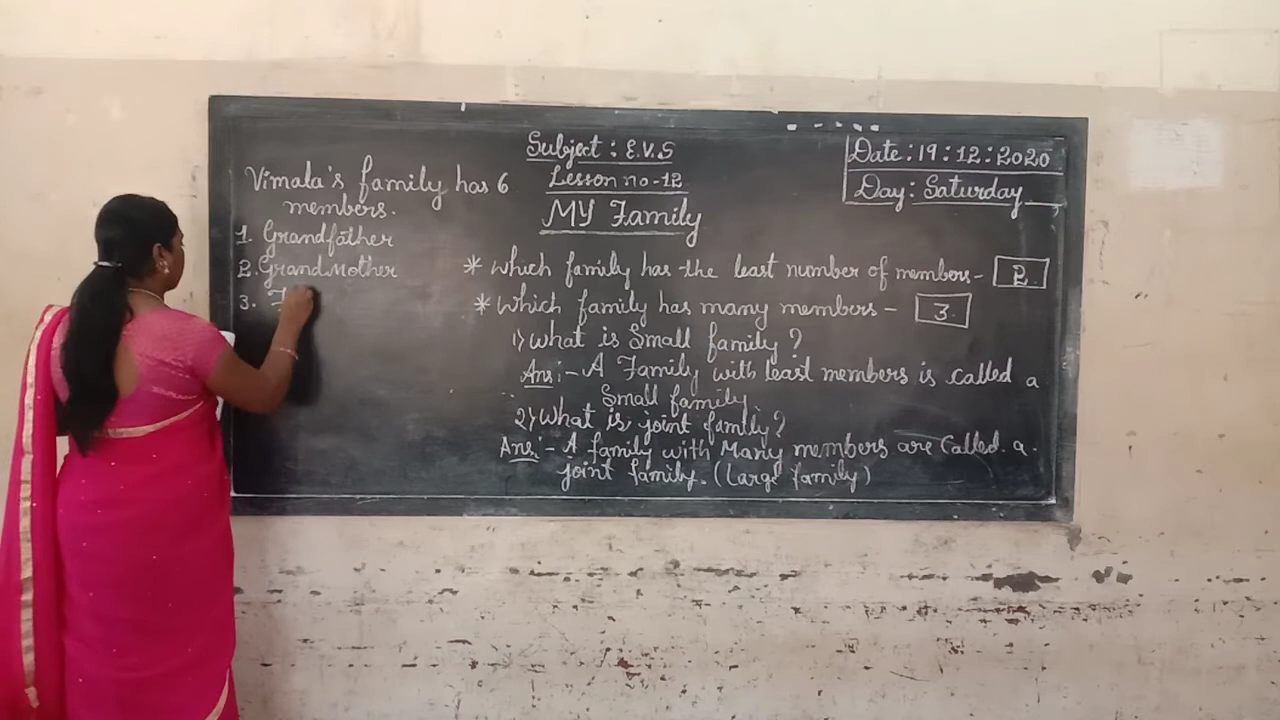 Subject : E.V.S
Lesson no-12
MY Family
Date : 19 : 12 : 2020
Day : Saturday
Vimala's family has 6
members.
1. Grandfather
2. GrandMother
3. F
* which family has the least number of members - 2
* which family has many members - 3
1) what is Small family ?
Ans :- A Family with least members is called a
Small family
2) What is joint family ?
Ans :- A family with Many members are called a.
joint family. (Large family)